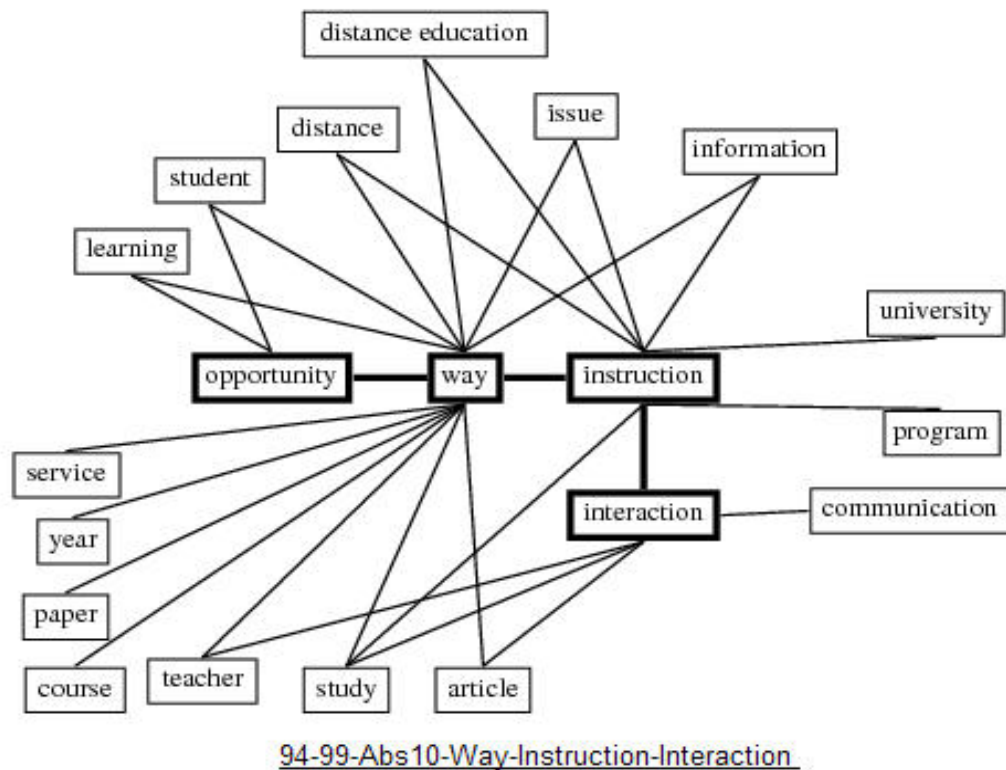 distance education
issue
distance
information
student
learning
university
opportunity
way
instruction
program
service
interaction
communication
year
paper
teacher
course
study
article
94-99-Abs10-Way-Instruction-Interaction